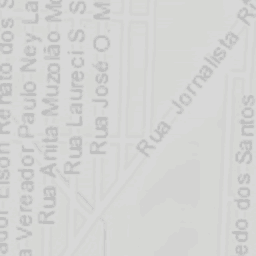 Elson Renato dos S
Vereador Paulo Ney La
Rua Anita Muzolão Mo
Rua Laureci S. S
Rua José O. M
Rua Jornalista
edo dos Santos